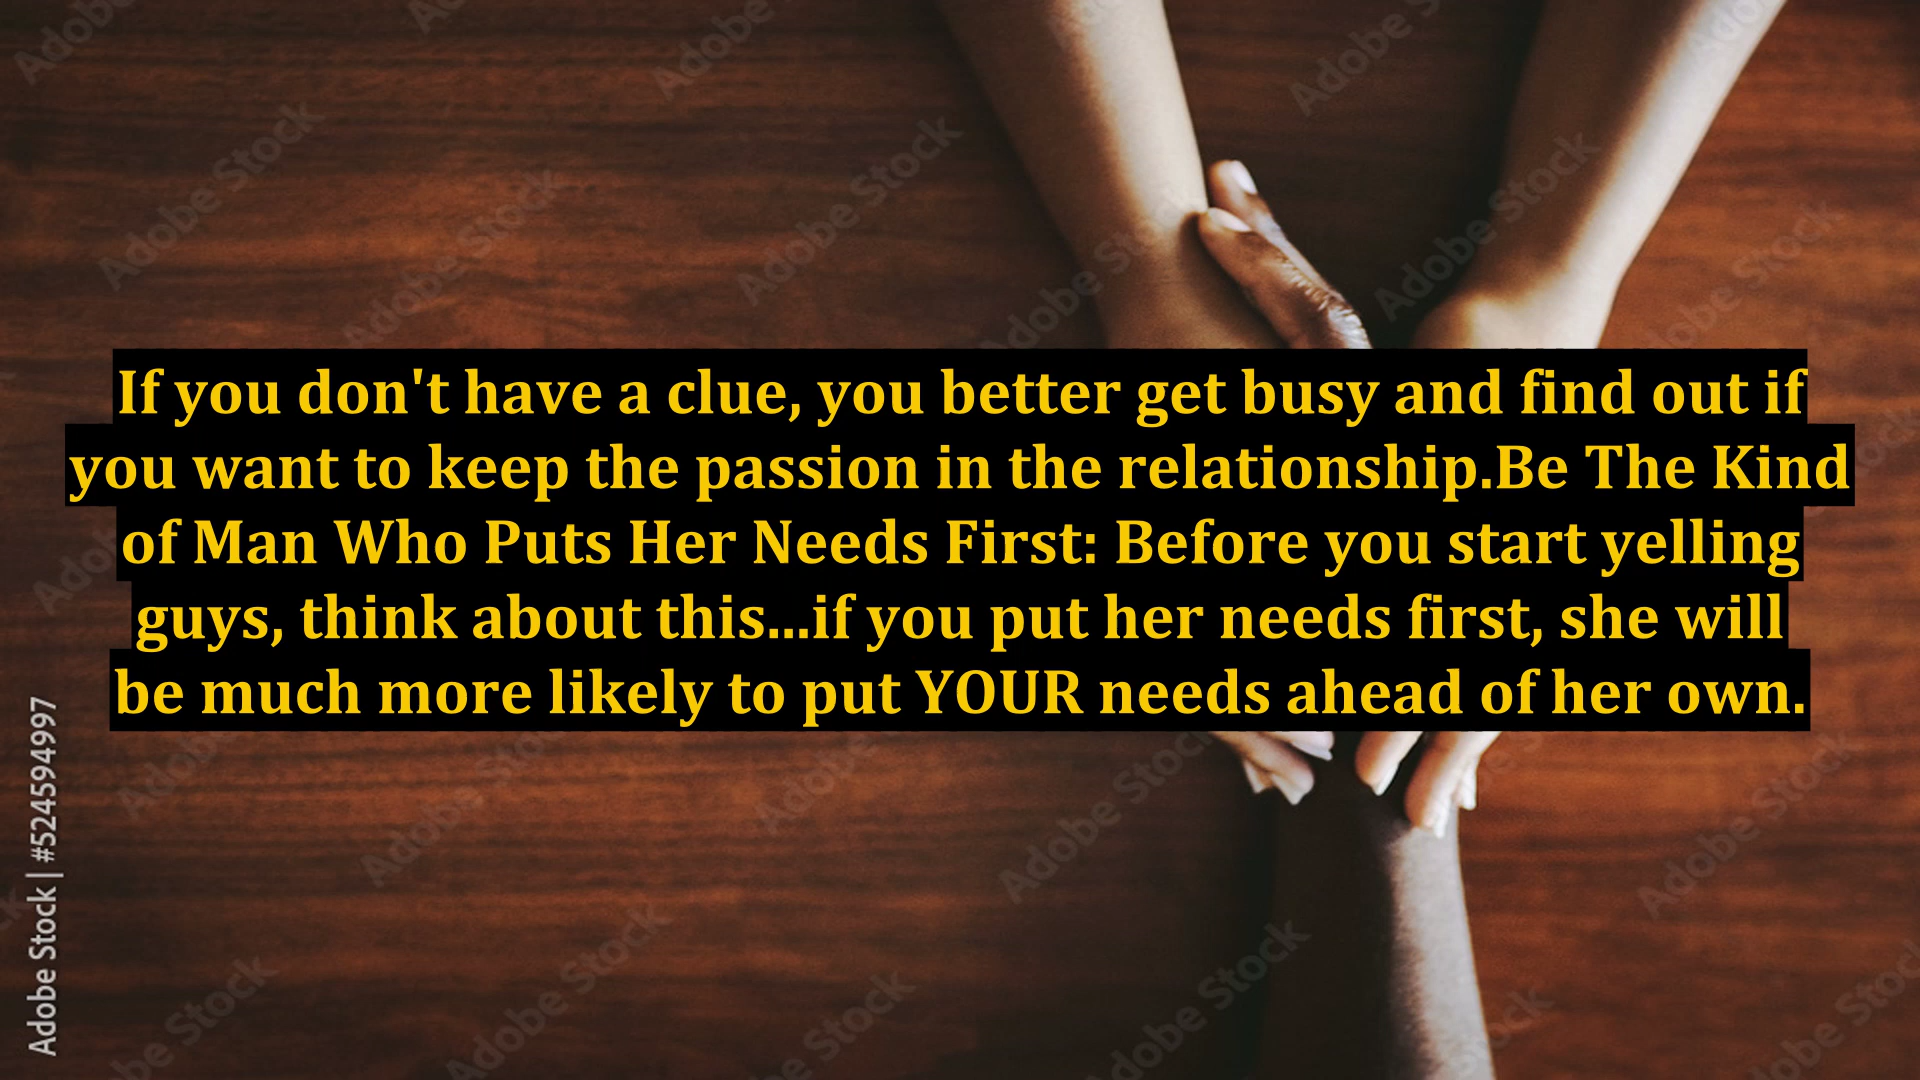 If you don't have a clue, you better get busy and find out if
you want to keep the passion in the relationship.Be The Kind
of Man Who Puts Her Needs First: Before you start yelling
guys, think about this...if you put her needs first, she will
be much more likely to put YOUR needs ahead of her own.
Adobe Stock | #524594997